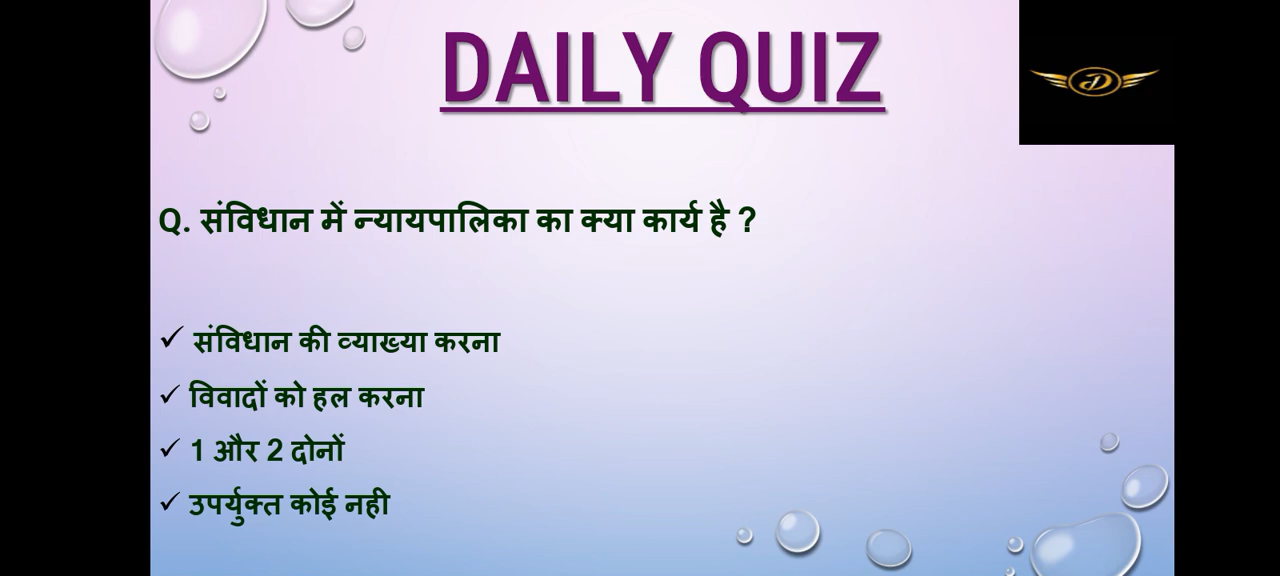 DAILY QUIZ
Q. संविधान में न्यायपालिका का क्या कार्य है ?
✓ संविधान की व्याख्या करना
✓ विवादों को हल करना
✓ 1 और 2 दोनों
✓ उपर्युक्त कोई नही